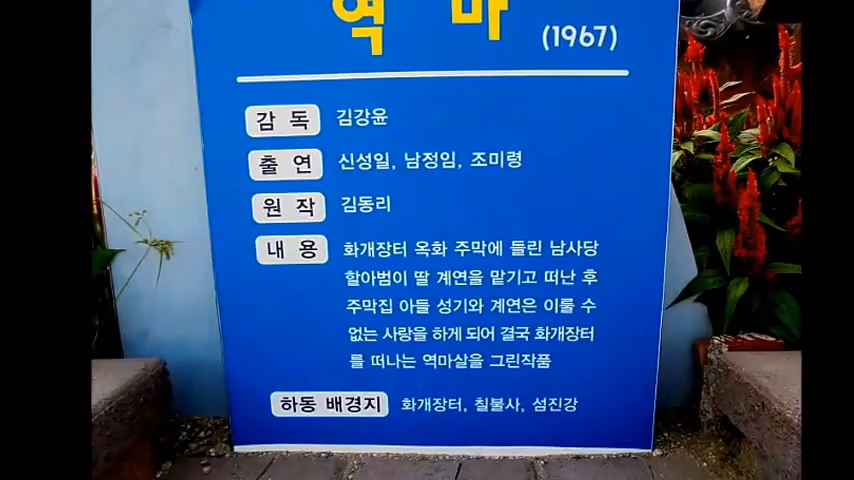 역 마 (1967)
감 독 김강윤
출 연 신성일, 남정임, 조미령
원 작 김동리
내 용 화개장터 옥화 주막에 들린 남사당
할아범이 딸 계연을 맡기고 떠난 후
주막집 아들 성기와 계연은 이룰 수
없는 사랑을 하게 되어 결국 화개장터
를 떠나는 역마살을 그린작품
하동 배경지 화개장터, 칠불사, 섬진강